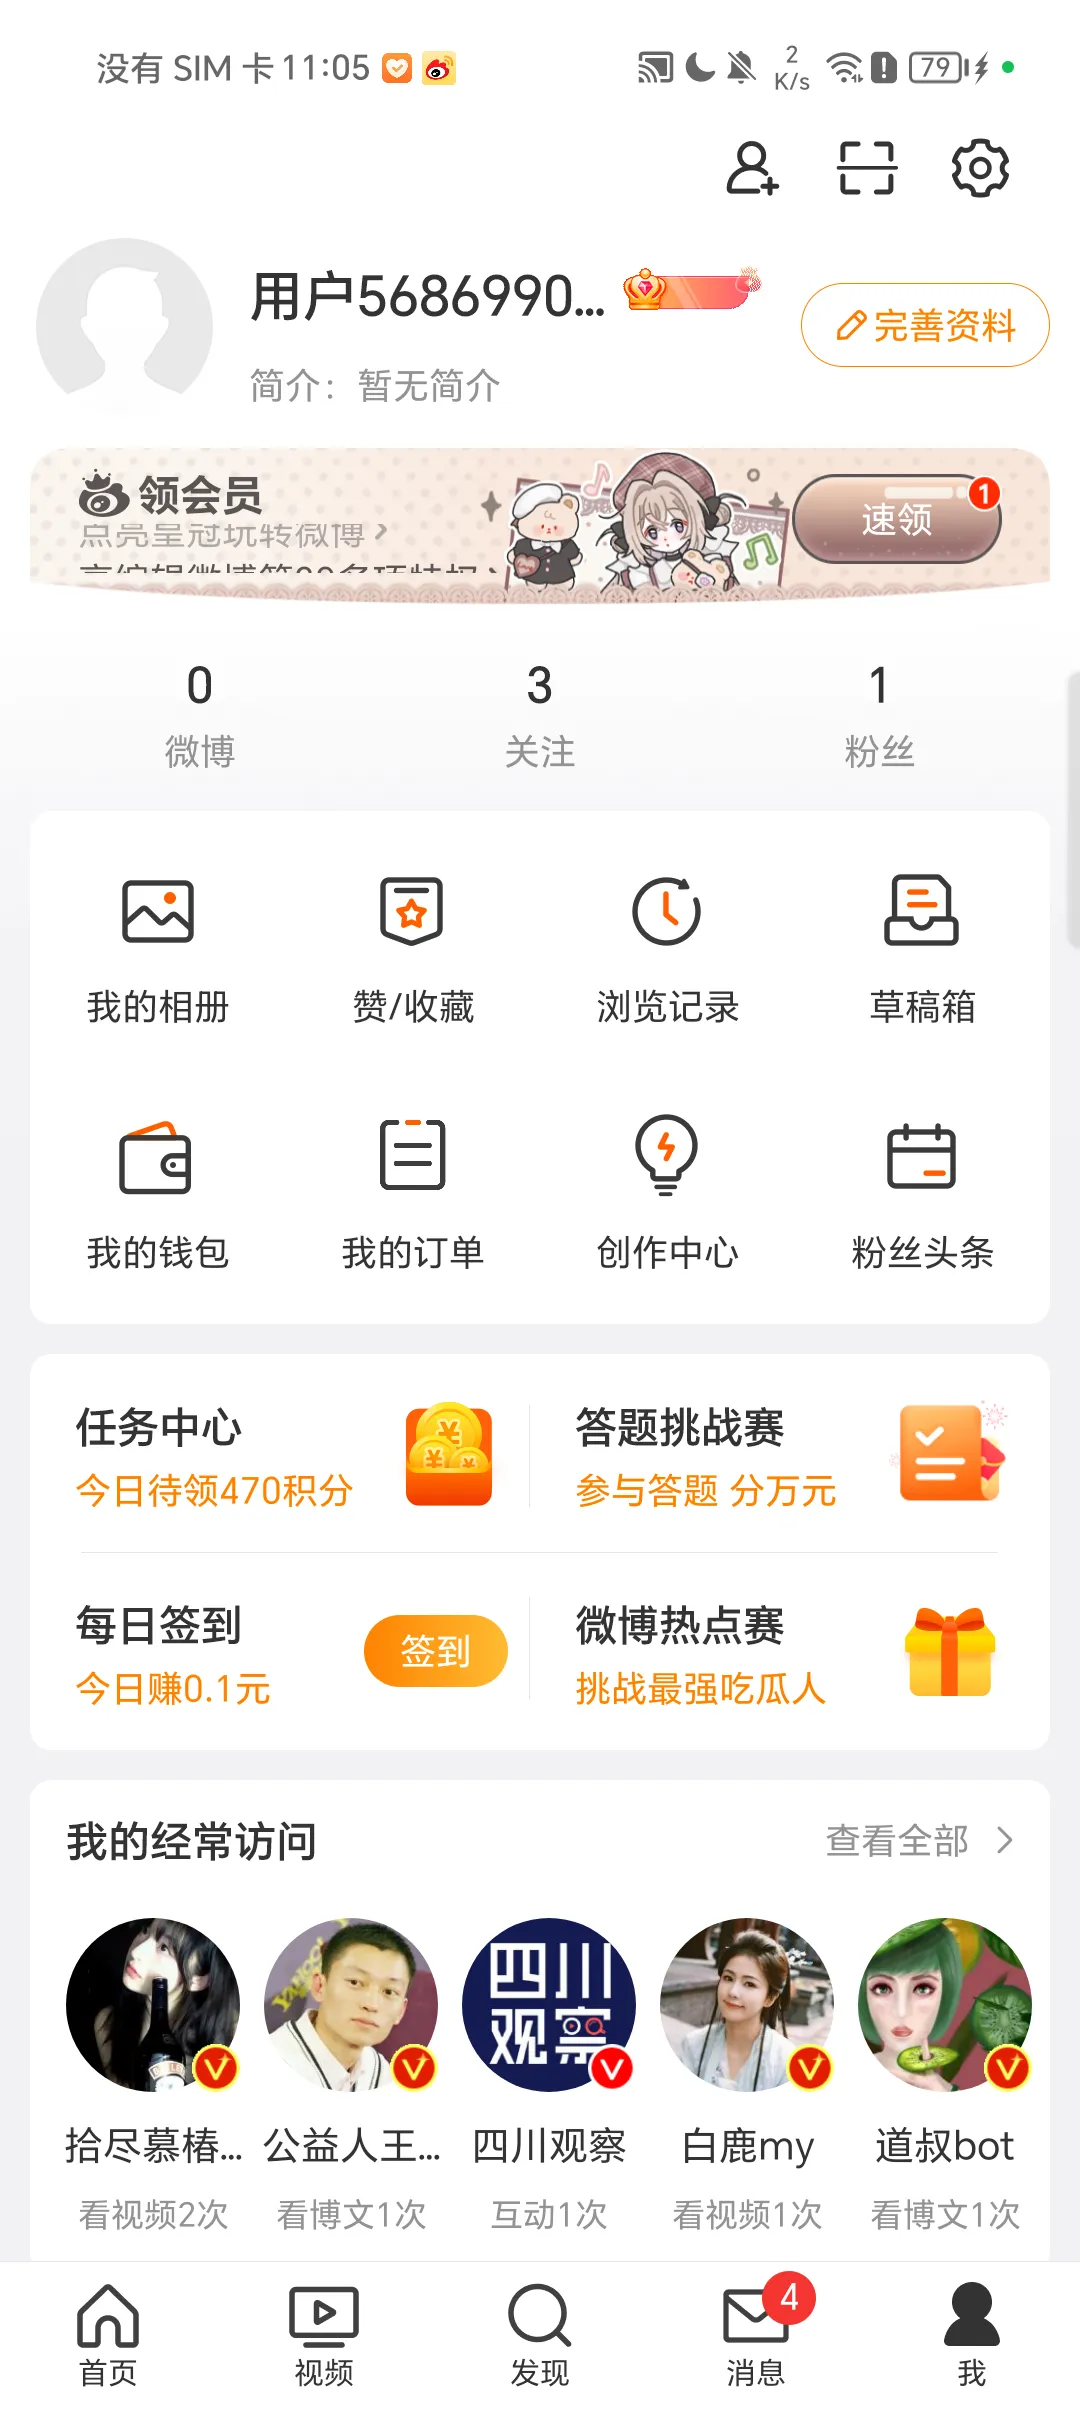 没有 SIM 卡 11:05
2
K/s
79
用户5686990...
完善资料
简介：暂无简介
领会员
速领
1
点亮皇冠玩转微博
0
微博
3
关注
1
粉丝
我的相册
赞/收藏
浏览记录
草稿箱
我的钱包
我的订单
创作中心
粉丝头条
任务中心
今日待领470积分
答题挑战赛
参与答题 分万元
每日签到
今日赚0.1元
签到
微博热点赛
挑战最强吃瓜人
我的经常访问
查看全部
四川
观察
拾尽慕椿...
公益人王...
四川观察
白鹿my
道叔bot
看视频2次
看博文1次
互动1次
看视频1次
看博文1次
首页
视频
发现
4
消息
我